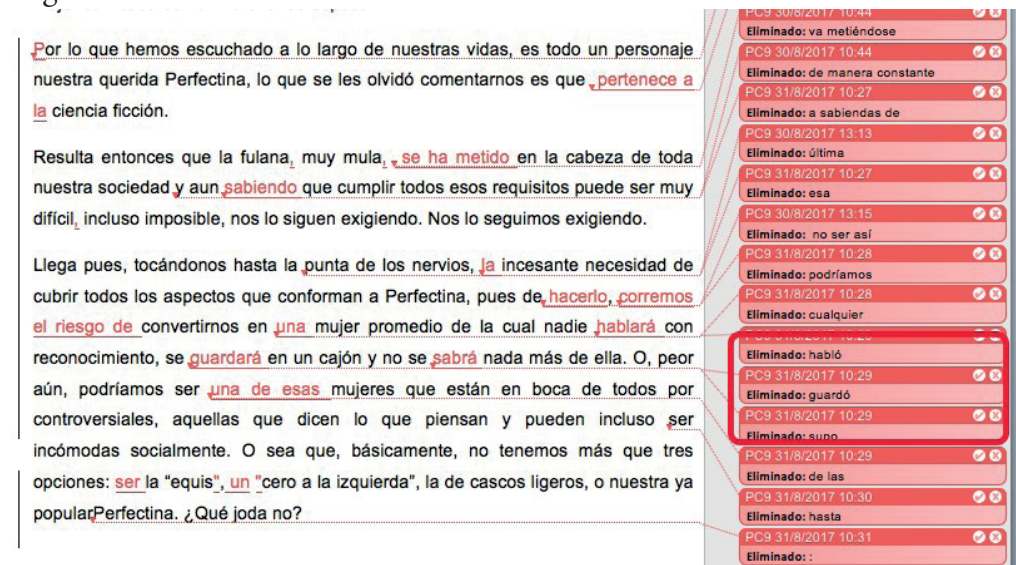 Por lo que hemos escuchado a lo largo de nuestras vidas, es todo un personaje
nuestra querida Perfectina, lo que se les olvidó comentarnos es que pertenece a
la ciencia ficción.
Resulta entonces que la fulana, muy mula, se ha metido en la cabeza de toda
nuestra sociedad y aun sabiendo que cumplir todos esos requisitos puede ser muy
difícil, incluso imposible, nos lo siguen exigiendo. Nos lo seguimos exigiendo.
Llega pues, tocándonos hasta la punta de los nervios, la incesante necesidad de
cubrir todos los aspectos que conforman a Perfectina, pues de hacerlo, corremos
el riesgo de convertirnos en una mujer promedio de la cual nadie hablará con
reconocimiento, se guardará en un cajón y no se sabrá nada más de ella. O, peor
aún, podríamos ser una de esas mujeres que están en boca de todos por
controversiales, aquellas que dicen lo que piensan y pueden incluso ser
incómodas socialmente. O sea que, básicamente, no tenemos más que tres
opciones: ser la “equis", un "cero a la izquierda”, la de cascos ligeros, o nuestra ya
popularPerfectina. ¿Qué joda no?
PC9 30/8/2017 10:44
Eliminado: va metiéndose
PC9 30/8/2017 10:44
Eliminado: de manera constante
PC9 31/8/2017 10:27
Eliminado: a sabiendas de
PC9 30/8/2017 13:13
Eliminado: última
PC9 31/8/2017 10:27
Eliminado: esa
PC9 30/8/2017 13:15
Eliminado: no ser así
PC9 31/8/2017 10:28
Eliminado: podríamos
PC9 31/8/2017 10:28
Eliminado: cualquier
Eliminado: habló
PC9 31/8/2017 10:29
Eliminado: guardó
PC9 31/8/2017 10:29
Eliminado: supo
PC9 31/8/2017 10:29
Eliminado: de las
PC9 31/8/2017 10:30
Eliminado: hasta
PC9 31/8/2017 10:31
Eliminado: :